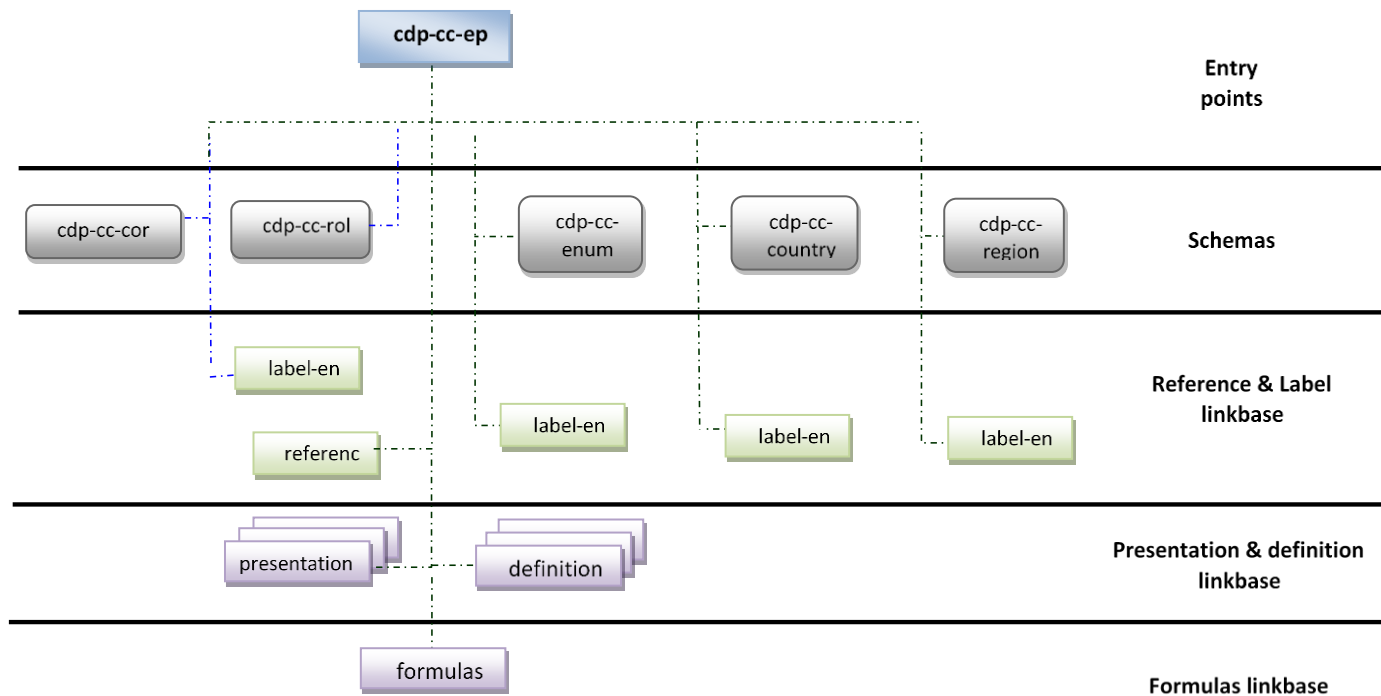 cdp-cc-ep
Entry
points
cdp-cc-cor
cdp-cc-rol
cdp-cc-
enum
cdp-cc-
country
cdp-cc-
region
Schemas
label-en
referenc
label-en
label-en
label-en
Reference & Label
linkbase
presentation
definition
Presentation & definition
linkbase
formulas
Formulas linkbase